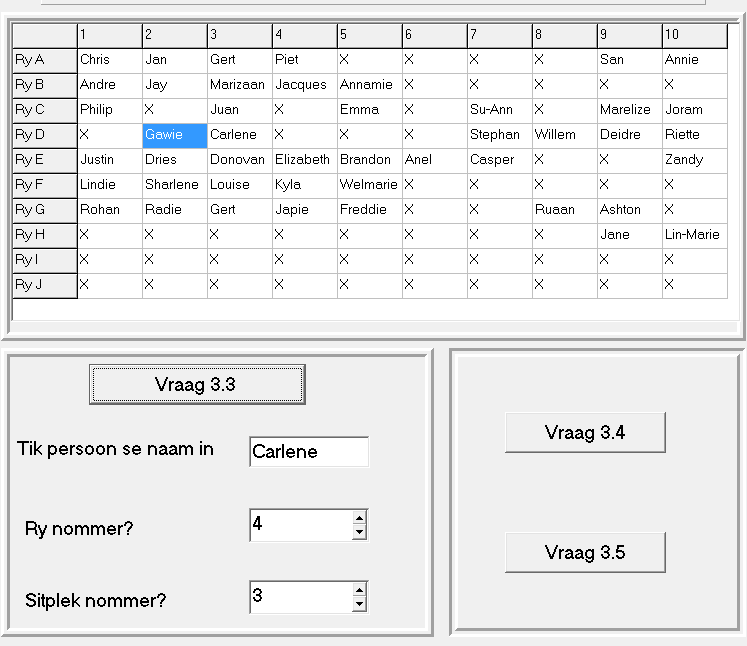 1 2 3 4 5 6 7 8 9 10
Ry A Chris Jan Gert Piet X X X X San Annie
Ry B Andre Jay Marizaan Jacques Annamie X X X X X
Ry C Philip X Juan X Emma X Su-Ann X Marelize Joram
Ry D X Gawie Carlene X X X Stephan Willem Deidre Riette
Ry E Justin Dries Donovan Elizabeth Brandon Anel Casper X X Zandy
Ry F Lindie Sharlene Louise Kyla Welmarie X X X X X
Ry G Rohan Radie Gert Japie Freddie X X Ruaan Ashton X
Ry H X X X X X X X X Jane Lin-Marie
Ry I X X X X X X X X X X
Ry J X X X X X X X X X X
Vraag 3.3
Tik persoon se naam in Carlene
Ry nommer? 4
Sitplek nommer? 3
Vraag 3.4
Vraag 3.5